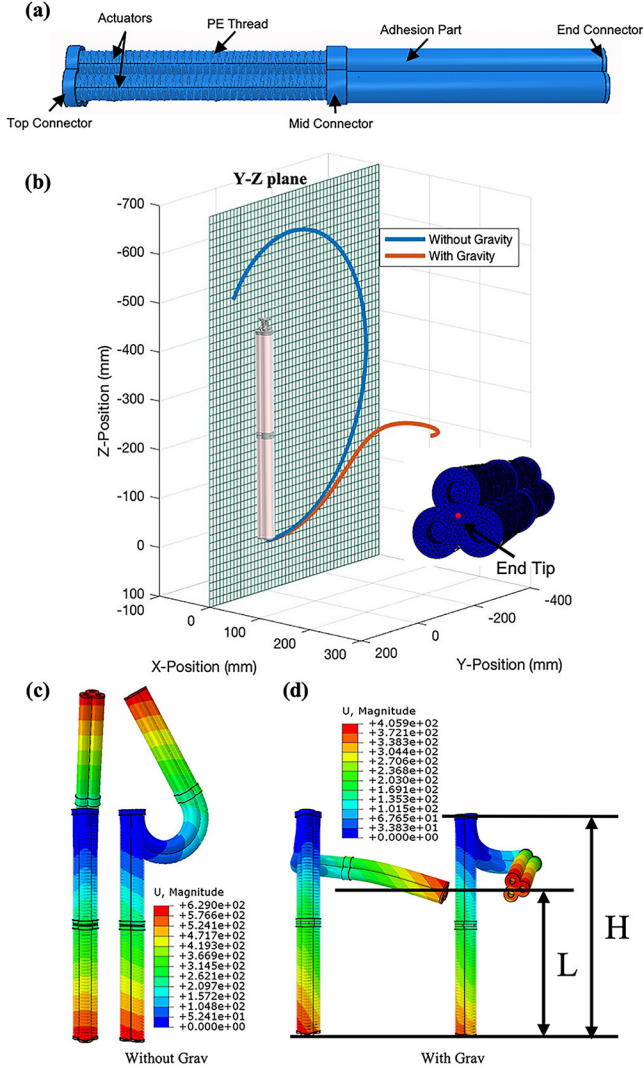 (a)
Actuators
PE Thread
Adhesion Part
End Connector
Top Connector
Mid Connector
(b)
Y-Z plane
-700
-600
-500
-400
-300
-200
-100
0
100
Z-Position (mm)
Without Gravity
With Gravity
End Tip
-100
0
100
200
300
X-Position (mm)
200
0
-200
-400
Y-Position (mm)
(c)
U, Magnitude
+6.290e+02
+5.766e+02
+5.241e+02
+4.717e+02
+4.193e+02
+3.669e+02
+3.145e+02
+2.621e+02
+2.097e+02
+1.572e+02
+1.048e+02
+5.241e+01
+0.000e+00
Without Grav
(d)
U, Magnitude
+4.059e+02
+3.721e+02
+3.383e+02
+3.044e+02
+2.706e+02
+2.368e+02
+2.030e+02
+1.691e+02
+1.353e+02
+1.015e+02
+6.765e+01
+3.383e+01
+0.000e+00
H
L
With Grav